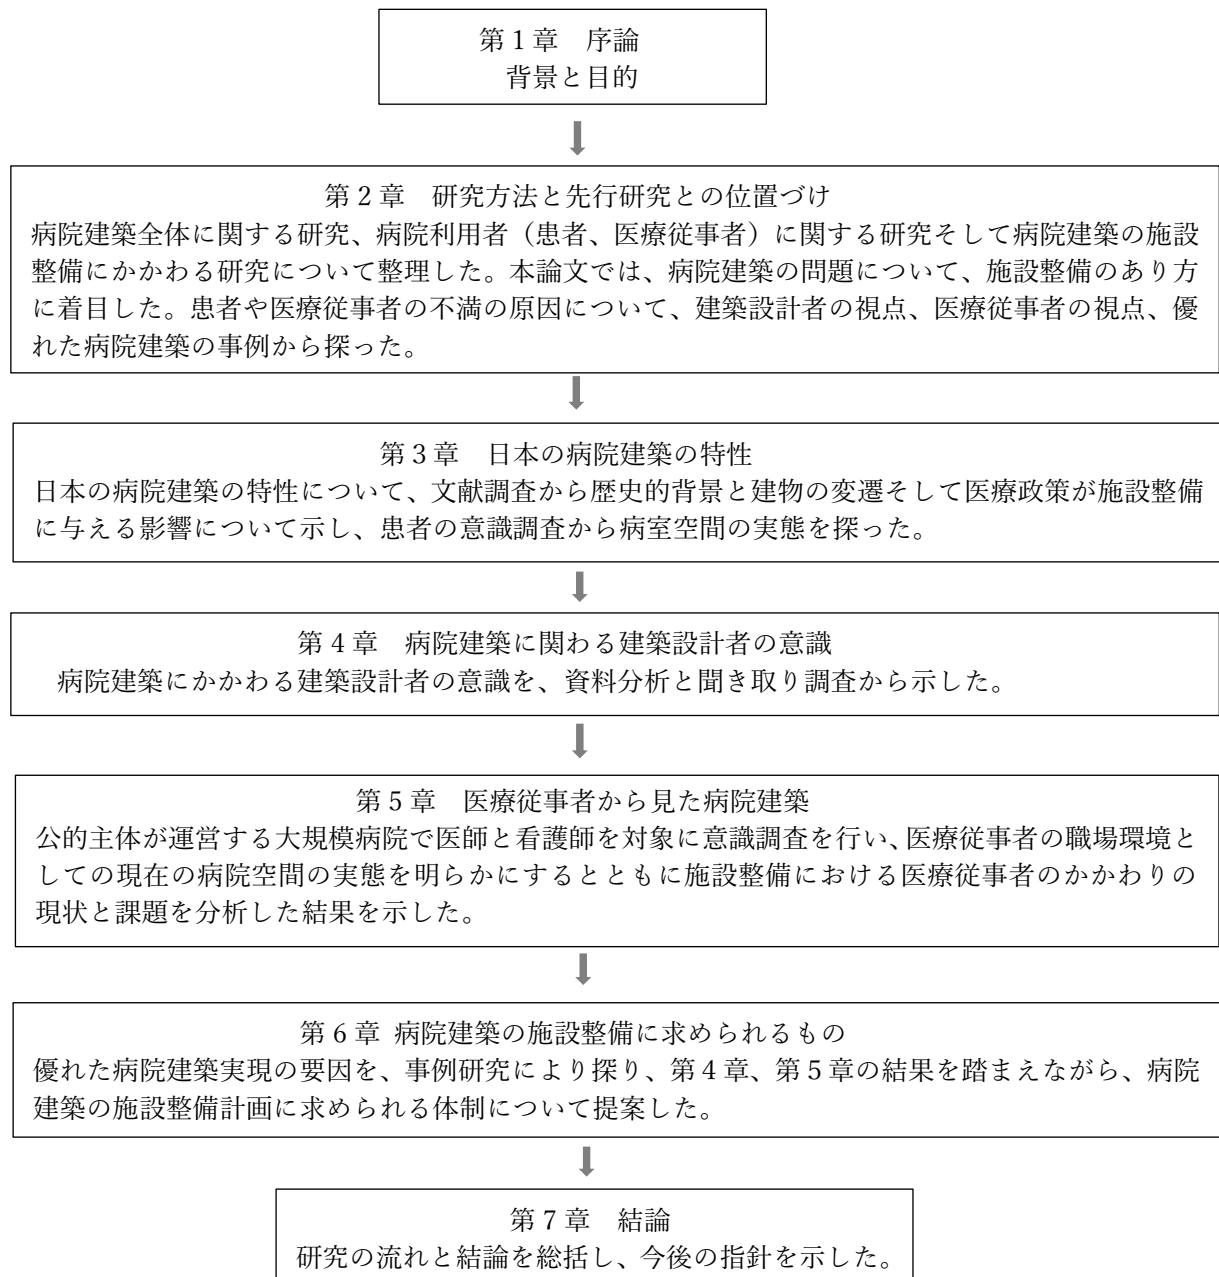 第1章　序論
背景と目的
第2章　研究方法と先行研究との位置づけ
病院建築全体に関する研究、病院利用者（患者、医療従事者）に関する研究そして病院建築の施設
整備にかかわる研究について整理した。本論文では、病院建築の問題について、施設整備のあり方
に着目した。患者や医療従事者の不満の原因について、建築設計者の視点、医療従事者の視点、優
れた病院建築の事例から探った。
第3章　日本の病院建築の特性
日本の病院建築の特性について、文献調査から歴史的背景と建物の変遷そして医療政策が施設整備
に与える影響について示し、患者の意識調査から病室空間の実態を探った。
第4章　病院建築に関わる建築設計者の意識
病院建築にかかわる建築設計者の意識を、資料分析と聞き取り調査から示した。
第5章　医療従事者から見た病院建築
公的主体が運営する大規模病院で医師と看護師を対象に意識調査を行い、医療従事者の職場環境と
しての現在の病院空間の実態を明らかにするとともに施設整備における医療従事者のかかわりの
現状と課題を分析した結果を示した。
第6章 病院建築の施設整備に求められるもの
優れた病院建築実現の要因を、事例研究により探り、第4章、第5章の結果を踏まえながら、病院
建築の施設整備計画に求められる体制について提案した。
第7章　結論
研究の流れと結論を総括し、今後の指針を示した。